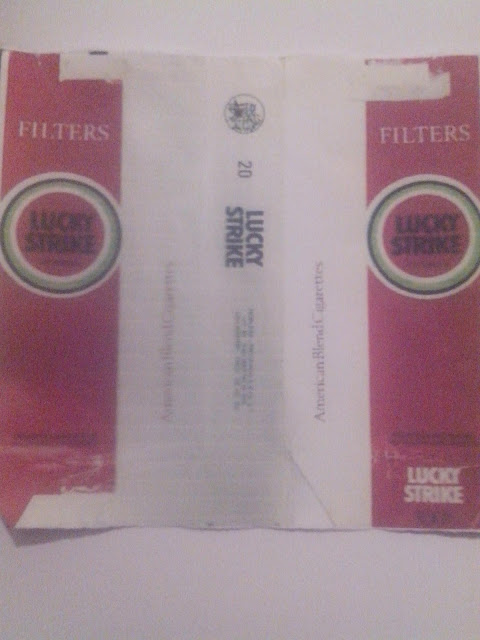 FILTERS
LUCKY
STRIKE
American Blend Cigarettes
20
LUCKY
STRIKE
American Blend Cigarettes
FILTERS
LUCKY
STRIKE
LUCKY
STRIKE